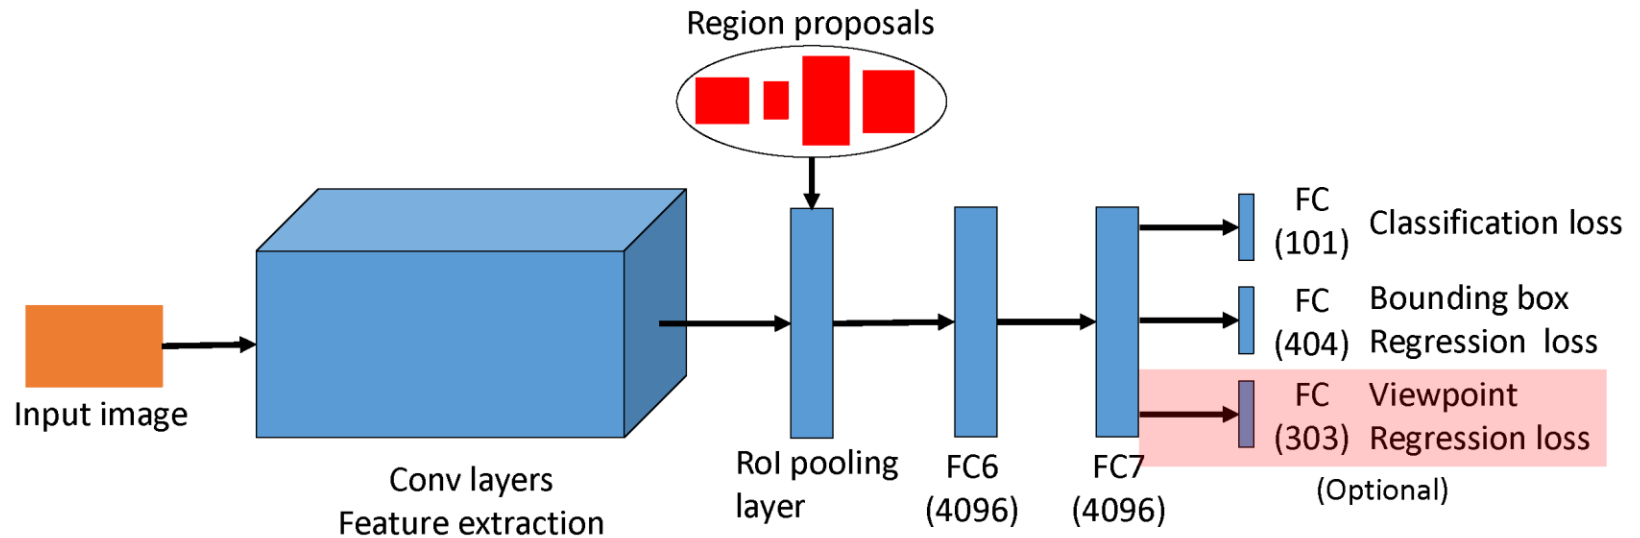 Region proposals
Input image
Conv layers
Feature extraction
RoI pooling
layer
FC6
(4096)
FC7
(4096)
FC
(101)
Classification loss
FC
(404)
Bounding box
Regression loss
FC
(303)
Viewpoint
Regression loss
(Optional)